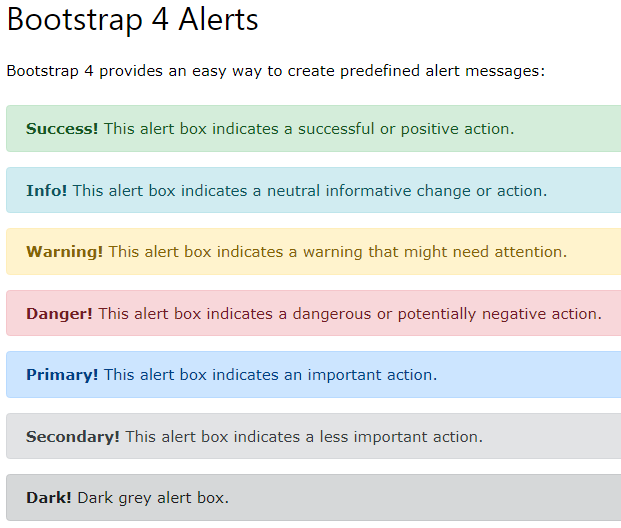 Bootstrap 4 Alerts
Bootstrap 4 provides an easy way to create predefined alert messages:
Success! This alert box indicates a successful or positive action.
Info! This alert box indicates a neutral informative change or action.
Warning! This alert box indicates a warning that might need attention.
Danger! This alert box indicates a dangerous or potentially negative action.
Primary! This alert box indicates an important action.
Secondary! This alert box indicates a less important action.
Dark! Dark grey alert box.